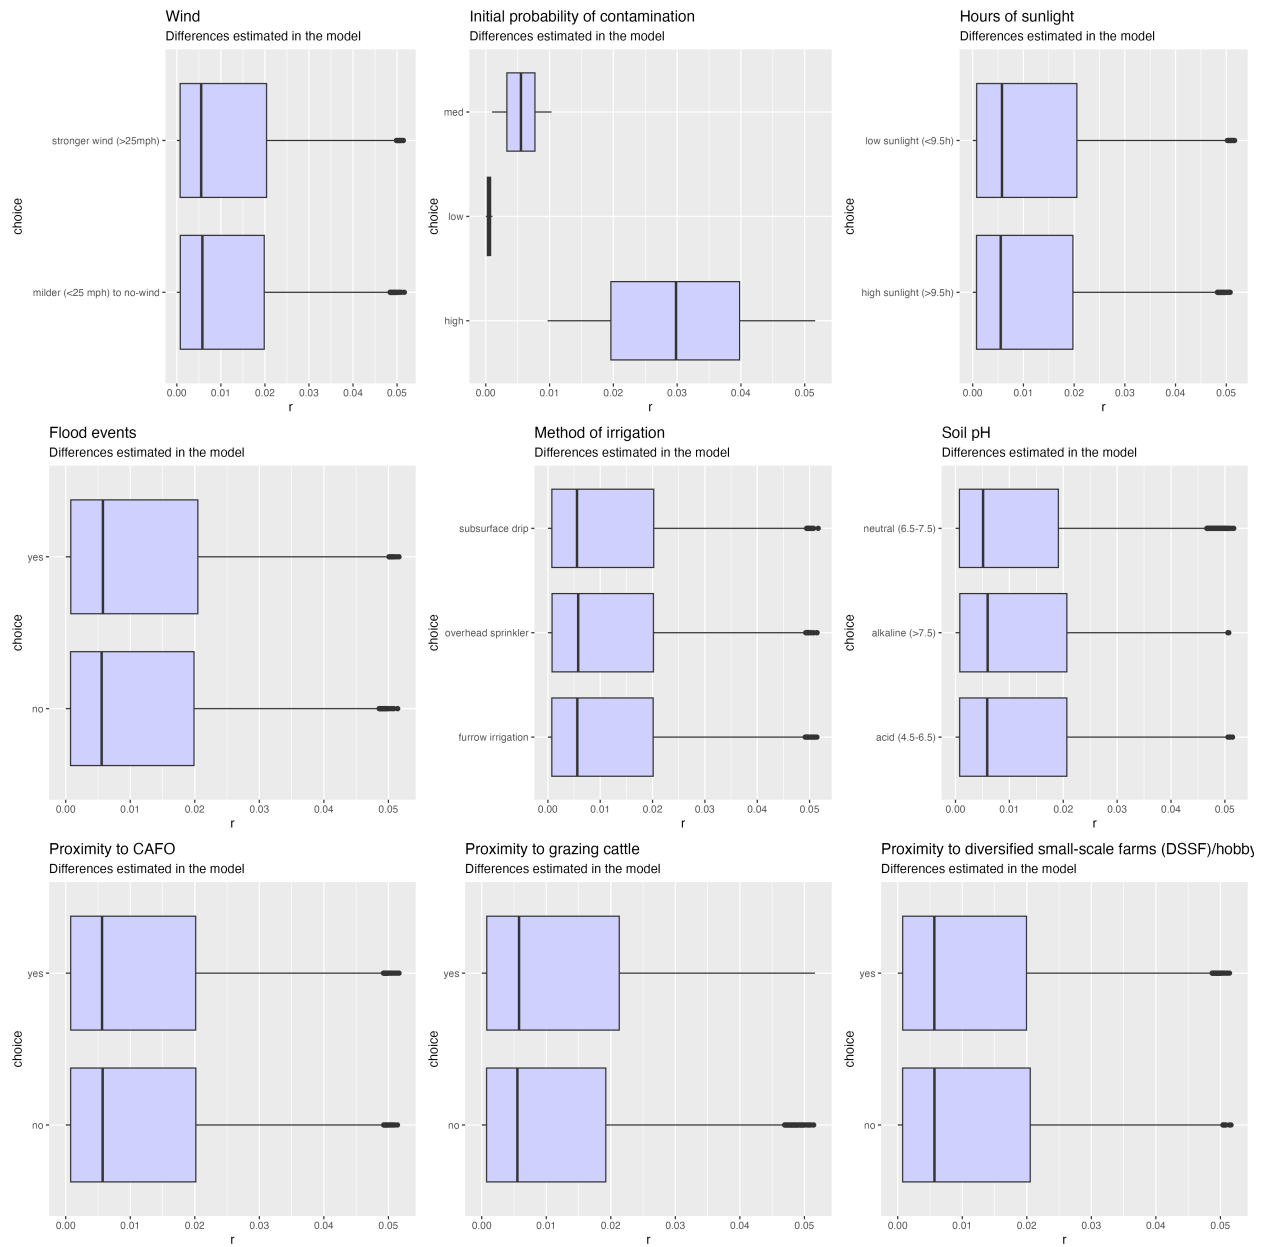 Wind
Differences estimated in the model
choice
stronger wind (>25mph)
milder (<25 mph) to no-wind
0.00 0.01 0.02 0.03 0.04 0.05
r
Initial probability of contamination
Differences estimated in the model
choice
med
low
high
0.00 0.01 0.02 0.03 0.04 0.05
r
Hours of sunlight
Differences estimated in the model
choice
low sunlight (<9.5h)
high sunlight (>9.5h)
0.00 0.01 0.02 0.03 0.04 0.05
r
Flood events
Differences estimated in the model
choice
yes
no
0.00 0.01 0.02 0.03 0.04 0.05
r
Method of irrigation
Differences estimated in the model
choice
subsurface drip
overhead sprinkler
furrow irrigation
0.00 0.01 0.02 0.03 0.04 0.05
r
Soil pH
Differences estimated in the model
choice
neutral (6.5-7.5)
alkaline (>7.5)
acid (4.5-6.5)
0.00 0.01 0.02 0.03 0.04 0.05
r
Proximity to CAFO
Differences estimated in the model
choice
yes
no
0.00 0.01 0.02 0.03 0.04 0.05
r
Proximity to grazing cattle
Differences estimated in the model
choice
yes
no
0.00 0.01 0.02 0.03 0.04 0.05
r
Proximity to diversified small-scale farms (DSSF)/hobby
Differences estimated in the model
choice
yes
no
0.00 0.01 0.02 0.03 0.04 0.05
r